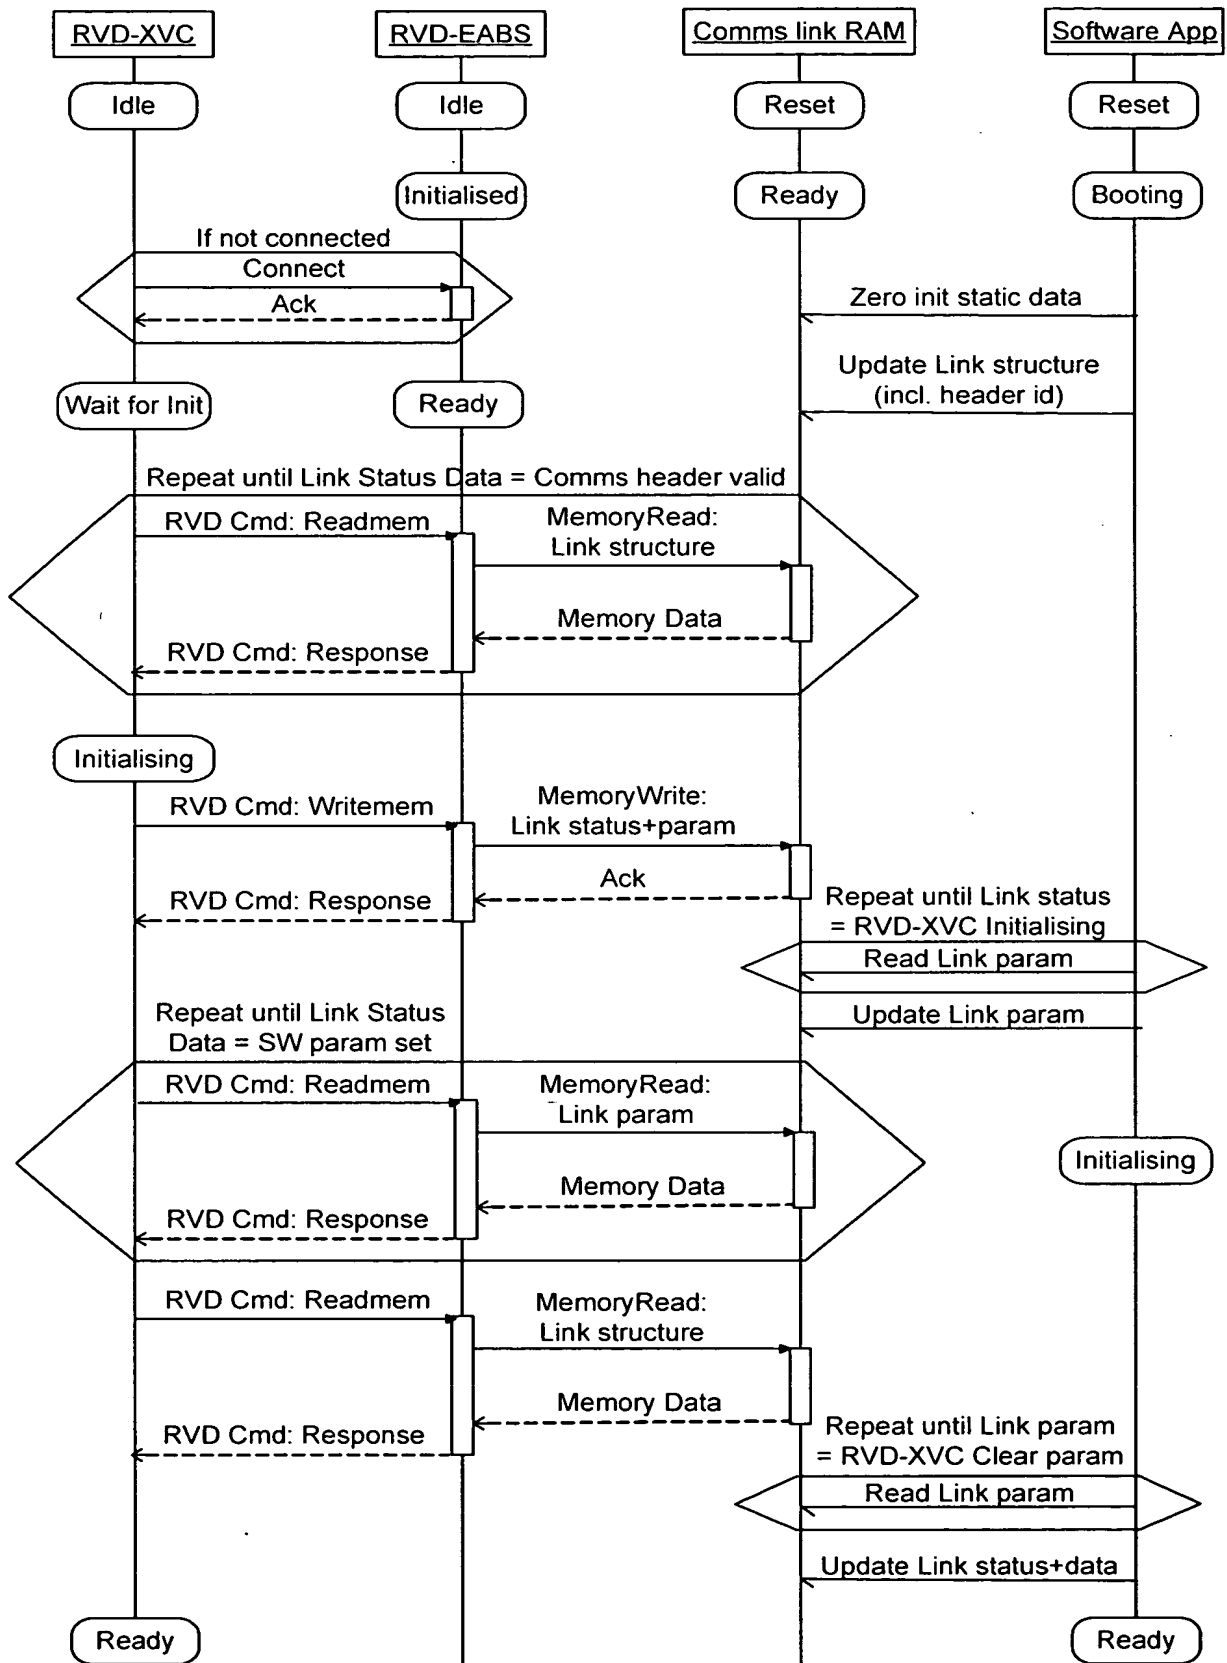 RVD-XVC
RVD-EABS
Comms link RAM
Software App
Idle
Idle
Reset
Reset
Initialised
Ready
Booting
If not connected
Connect
Ack
Zero init static data
Update Link structure
(incl. header id)
Wait for Init
Ready
Repeat until Link Status Data = Comms header valid
RVD Cmd: Readmem
MemoryRead:
Link structure
Memory Data
RVD Cmd: Response
Initialising
RVD Cmd: Writemem
MemoryWrite:
Link status+param
Ack
RVD Cmd: Response
Repeat until Link status
= RVD-XVC Initialising
Read Link param
Update Link param
Repeat until Link Status
Data = SW param set
RVD Cmd: Readmem
MemoryRead:
Link param
Initialising
Memory Data
RVD Cmd: Response
RVD Cmd: Readmem
MemoryRead:
Link structure
Memory Data
RVD Cmd: Response
Repeat until Link param
= RVD-XVC Clear param
Read Link param
Update Link status+data
Ready
Ready